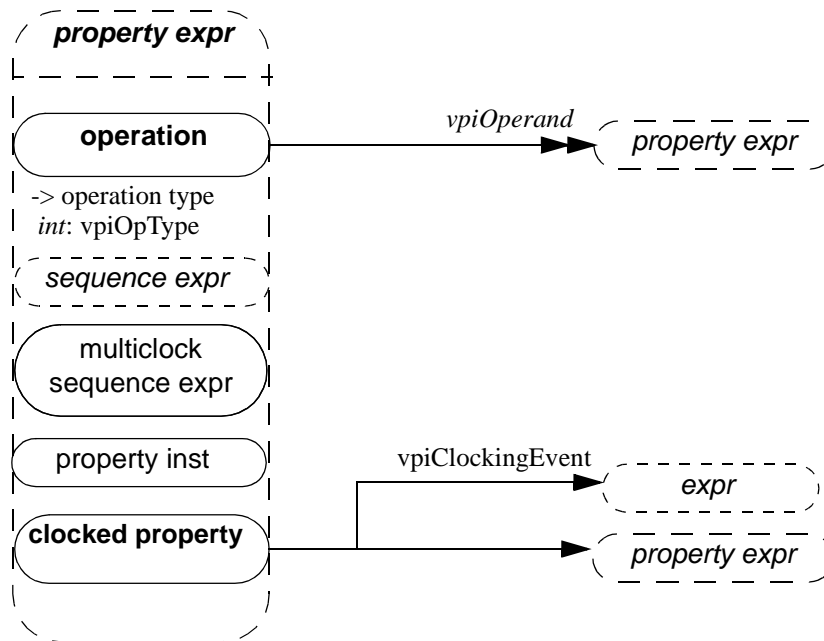 property expr
operation
vpiOperand
property expr
-> operation type
int: vpiOpType
sequence expr
multiclock
sequence expr
property inst
vpiClockingEvent
expr
clocked property
property expr